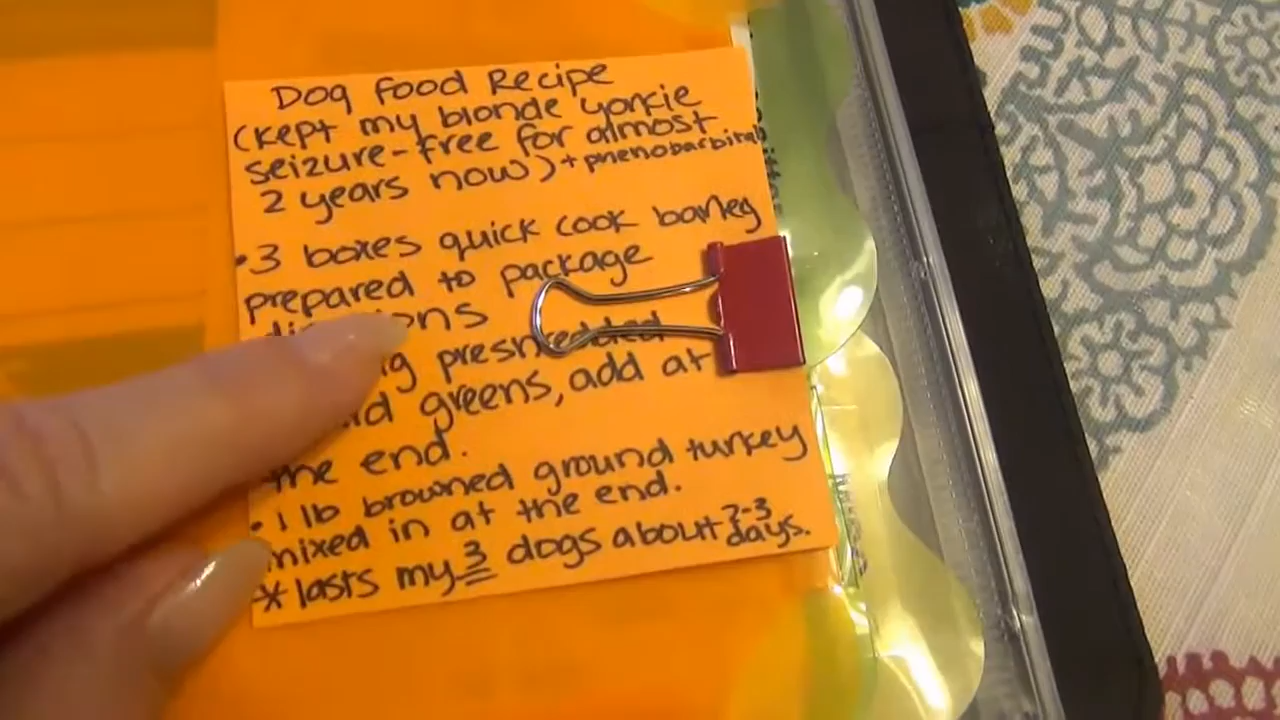 Dog Food Recipe
(kept my blonde yorkie
seizure-free for almost
2 years now) + phenobarbital
• 3 boxes quick cook barley
prepared to package
preshredded
greens, add at
the end.
• 1 lb browned ground turkey
mixed in at the end.
* lasts my 3 dogs about 2-3 days.